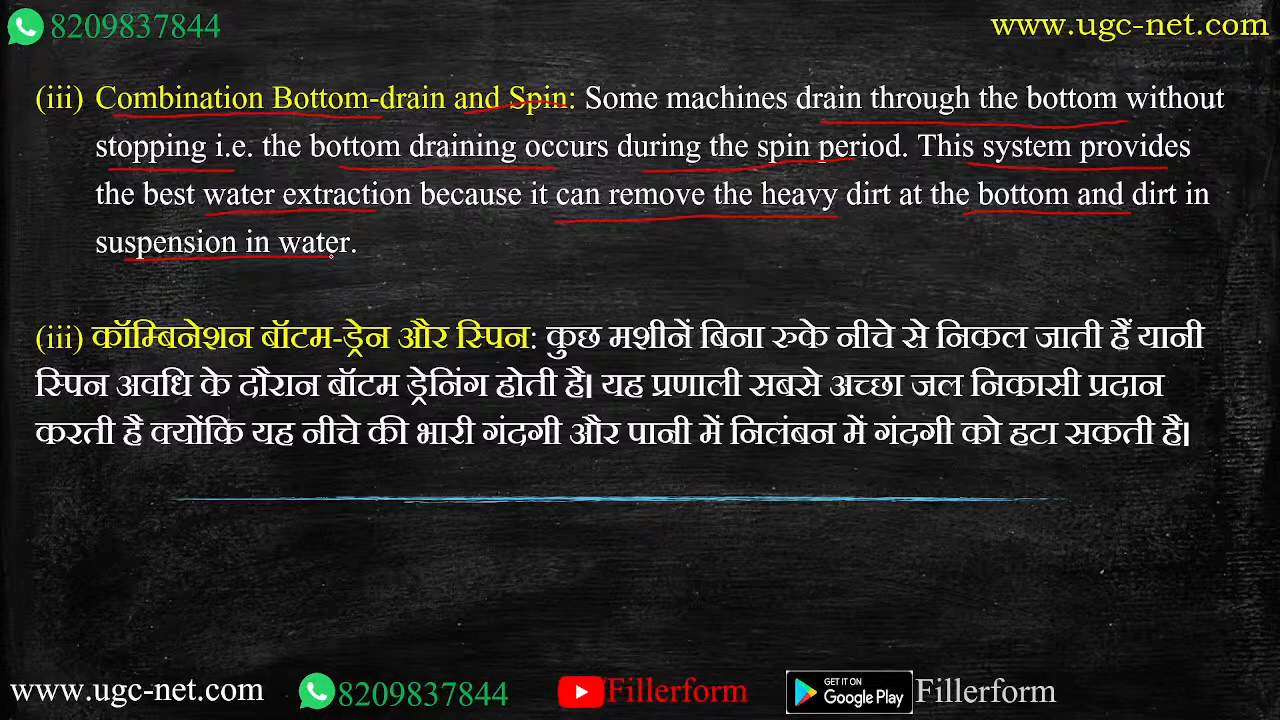 8209837844
www.ugc-net.com
(iii) Combination Bottom-drain and Spin: Some machines drain through the bottom without
stopping i.e. the bottom draining occurs during the spin period. This system provides
the best water extraction because it can remove the heavy dirt at the bottom and dirt in
suspension in water.
(iii) कॉम्बिनेशन बॉटम-ड्रेन और स्पिन: कुछ मशीनें बिना रुके नीचे से निकल जाती हैं यानी
स्पिन अवधि के दौरान बॉटम ड्रेनिंग होती है। यह प्रणाली सबसे अच्छा जल निकासी प्रदान
करती है क्योंकि यह नीचे की भारी गंदगी और पानी में निलंबन में गंदगी को हटा सकती है।
www.ugc-net.com
8209837844
Fillerform
GET IT ON
Google Play
Fillerform